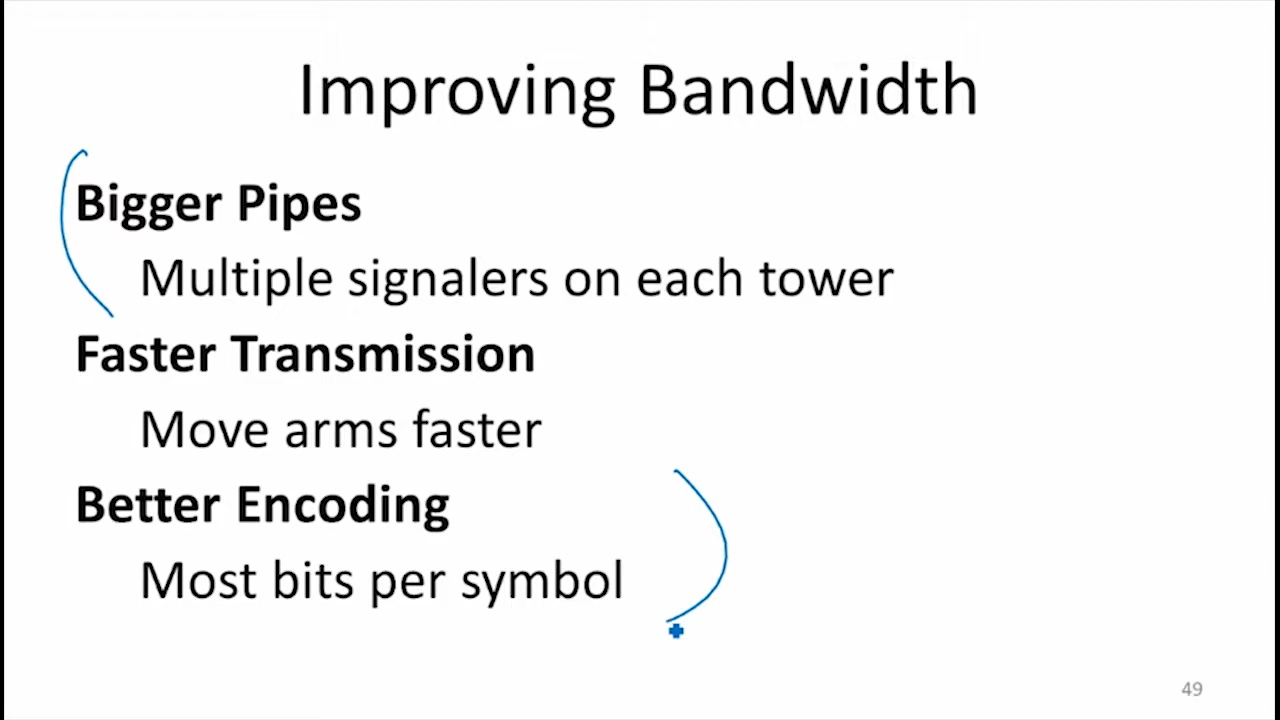 Improving Bandwidth
Bigger Pipes
Multiple signalers on each tower
Faster Transmission
Move arms faster
Better Encoding
Most bits per symbol
49